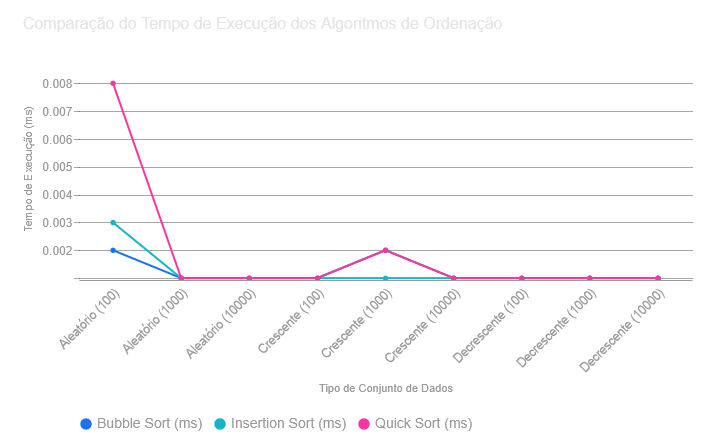 Comparação do Tempo de Execução dos Algoritmos de Ordenação
Tempo de Execução (ms)
0.008
0.007
0.006
0.005
0.004
0.003
0.002
Aleatório (100)
Aleatório (1000)
Aleatório (10000)
Crescente (100)
Crescente (1000)
Crescente (10000)
Decrescente (100)
Decrescente (1000)
Decrescente (10000)
Tipo de Conjunto de Dados
Bubble Sort (ms) Insertion Sort (ms) Quick Sort (ms)